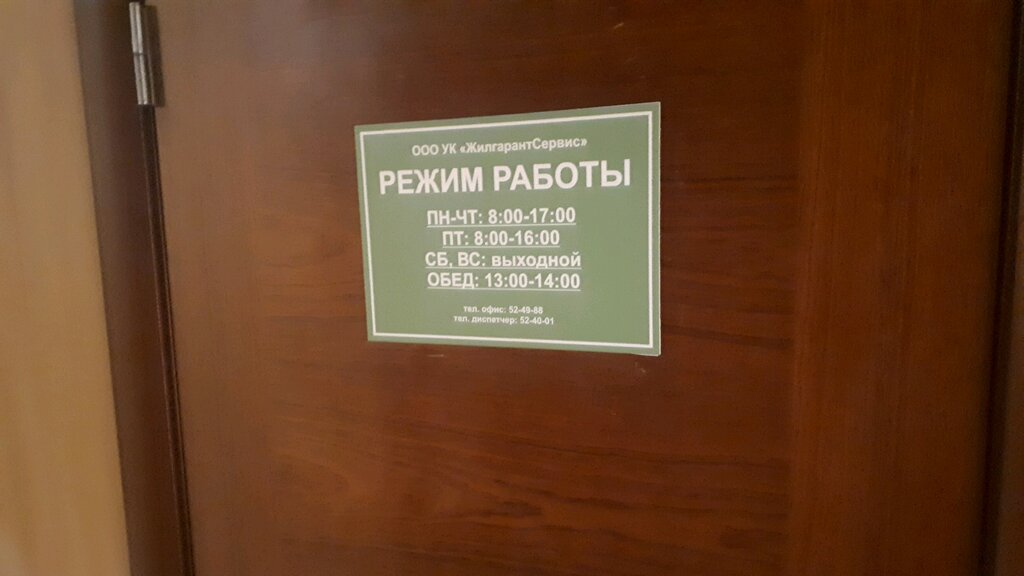 ООО УК «ЖилгарантСервис»
РЕЖИМ РАБОТЫ
ПН-ЧТ: 8:00-17:00
ПТ: 8:00-16:00
СБ, ВС: выходной
ОБЕД: 13:00-14:00
тел. офис: 52-49-88
тел. диспетчер: 52-40-01